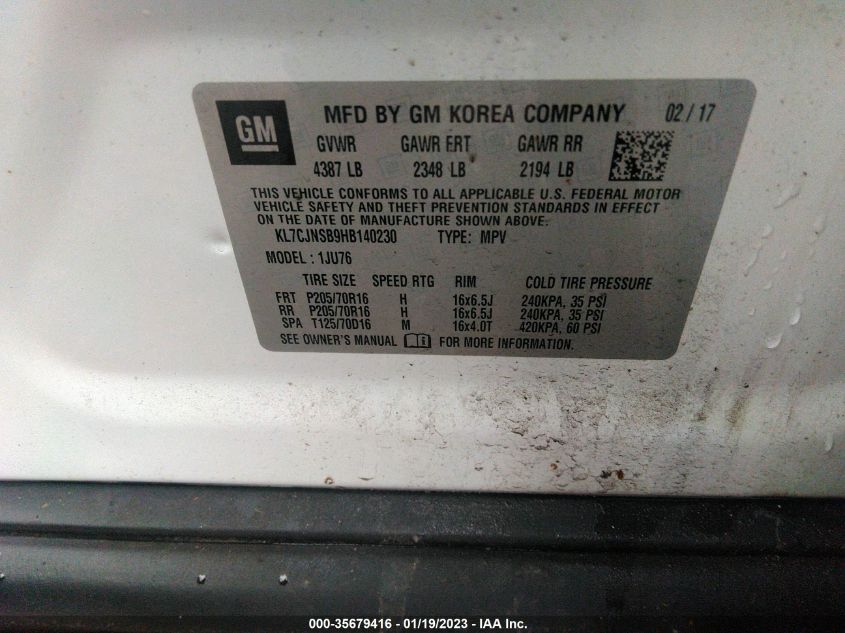 GM
MFD BY GM KOREA COMPANY 02/17
GVWR GAWR FRT GAWR RR
4387 LB 2348 LB 2194 LB
THIS VEHICLE CONFORMS TO ALL APPLICABLE U.S. FEDERAL MOTOR
VEHICLE SAFETY AND THEFT PREVENTION STANDARDS IN EFFECT
ON THE DATE OF MANUFACTURE SHOWN ABOVE.
KL7CJNSB9HB140230 TYPE: MPV
MODEL: 1JU76
TIRE SIZE SPEED RTG RIM COLD TIRE PRESSURE
FRT P205/70R16 H 16x6.5J 240KPA, 35 PSI
RR P205/70R16 H 16x6.5J 240KPA, 35 PSI
SPA T125/70D16 M 16x4.0T 420KPA, 60 PSI
SEE OWNER'S MANUAL FOR MORE INFORMATION.
000-35679416 - 01/19/2023 - IAA Inc.